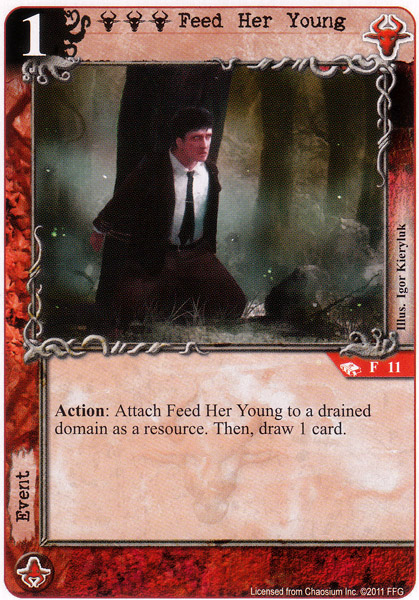 1 Feed Her Young
Illus. Igor Kieryluk
F 11
Action: Attach Feed Her Young to a drained
domain as a resource. Then, draw 1 card.
Event
Licensed from Chaosium Inc. ©2011 FFG